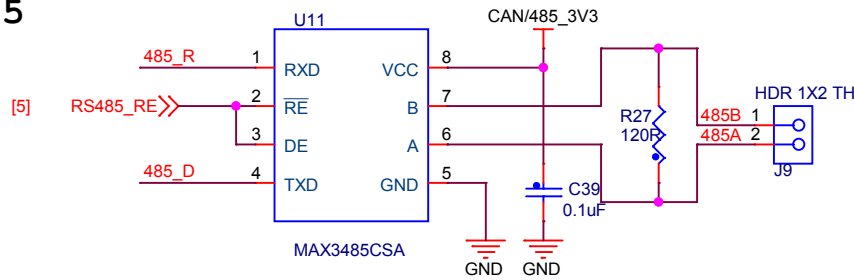 5
U11
CAN/485_3V3
485_R
1
RXD
VCC
8
[5]
RS485_RE
2
RE
B
7
HDR 1X2 TH
R27
120R
485B
1
485A
2
3
DE
A
6
J9
485_D
4
TXD
GND
5
C39
0.1uF
MAX3485CSA
GND
GND